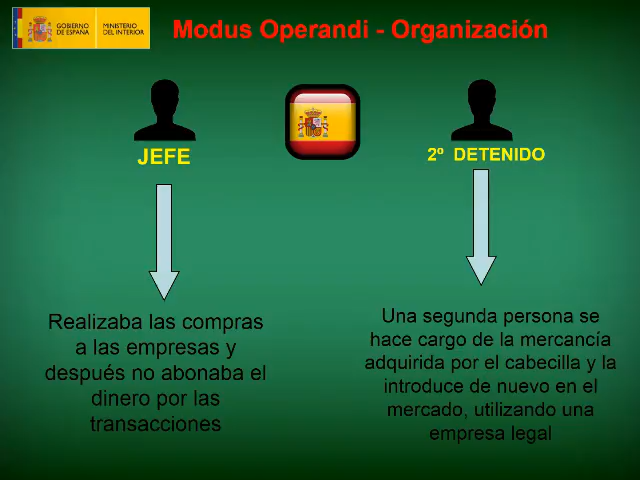 GOBIERNO
DE ESPAÑA
MINISTERIO
DEL INTERIOR
Modus Operandi - Organización
JEFE
2º DETENIDO
Realizaba las compras
a las empresas y
después no abonaba el
dinero por las
transacciones
Una segunda persona se
hace cargo de la mercancía
adquirida por el cabecilla y la
introduce de nuevo en el
mercado, utilizando una
empresa legal